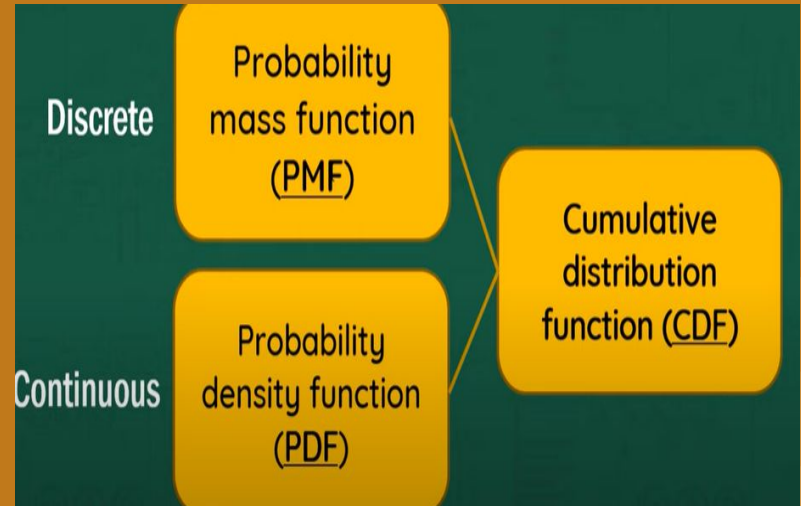 Discrete
Probability
mass function
(PMF)
Continuous
Probability
density function
(PDF)
Cumulative
distribution
function (CDF)